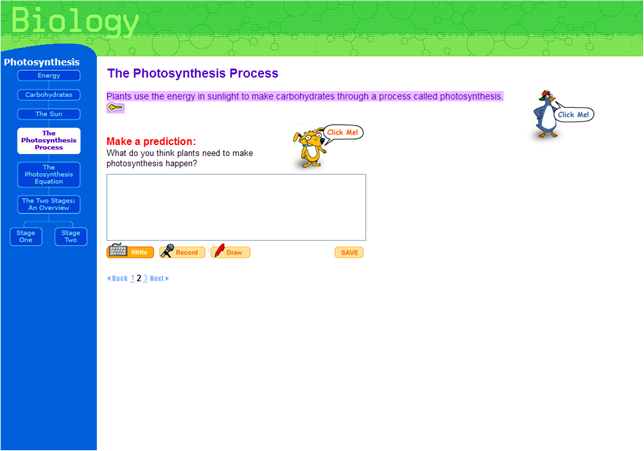 Biology
Photosynthesis
Energy
Carbohydrates
The Sun
The
Photosynthesis
Process
The
Photosynthesis
Equation
The Two Stages:
An Overview
Stage
One
Stage
Two
The Photosynthesis Process
Plants use the energy in sunlight to make carbohydrates through a process called photosynthesis.
Click Me!
Click Me!
Make a prediction:
What do you think plants need to make
photosynthesis happen?
Write
Record
Draw
SAVE
Back 1 2 3 Next